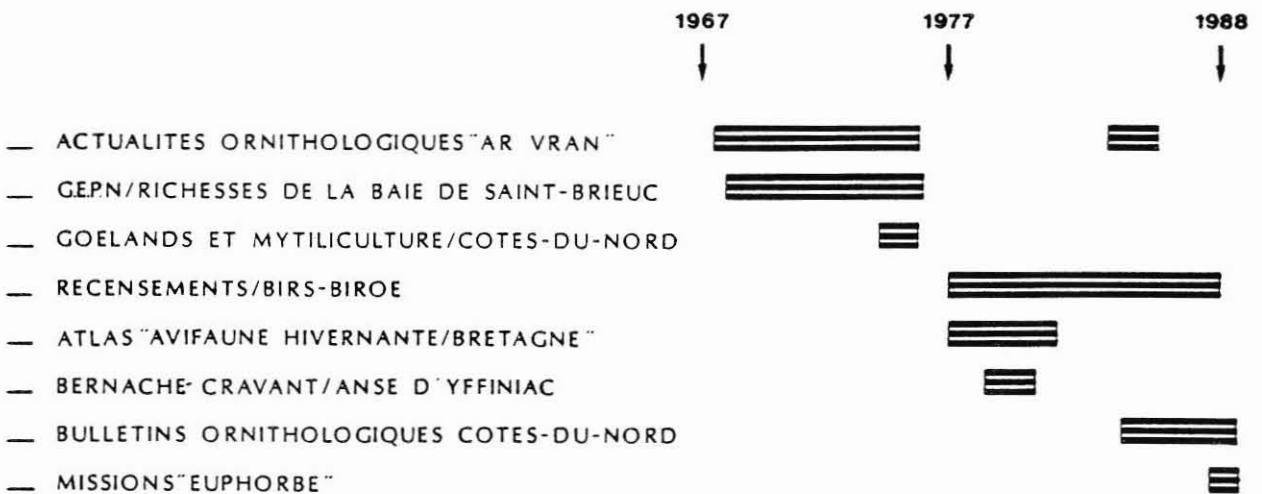 1967 1977 1988
— ACTUALITES ORNITHOLOGIQUES "AR VRAN"
— G.E.P.N/RICHESSES DE LA BAIE DE SAINT-BRIEUC
— GOELANDS ET MYTILICULTURE/COTES-DU-NORD
— RECENSEMENTS/BIRS-BIROE
— ATLAS "AVIFAUNE HIVERNANTE/BRETAGNE"
— BERNACHE-CRAVANT/ANSE D'YFFINIAC
— BULLETINS ORNITHOLOGIQUES COTES-DU-NORD
— MISSIONS "EUPHORBE"